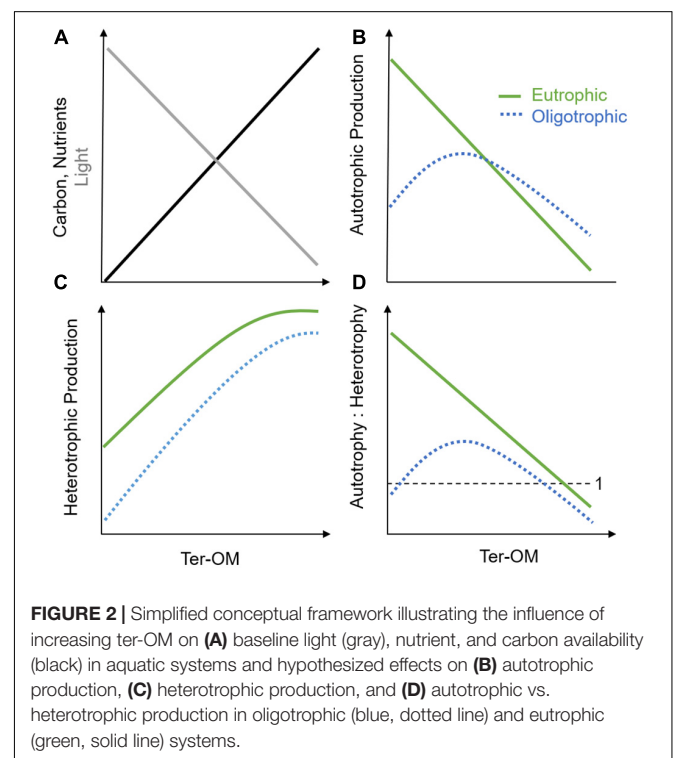 A
Carbon, Nutrients
Light
B
Autotrophic Production
Eutrophic
Oligotrophic
C
Heterotrophic Production
Ter-OM
D
Autotrophy : Heterotrophy
1
Ter-OM
FIGURE 2 | Simplified conceptual framework illustrating the influence of
increasing ter-OM on (A) baseline light (gray), nutrient, and carbon availability
(black) in aquatic systems and hypothesized effects on (B) autotrophic
production, (C) heterotrophic production, and (D) autotrophic vs.
heterotrophic production in oligotrophic (blue, dotted line) and eutrophic
(green, solid line) systems.